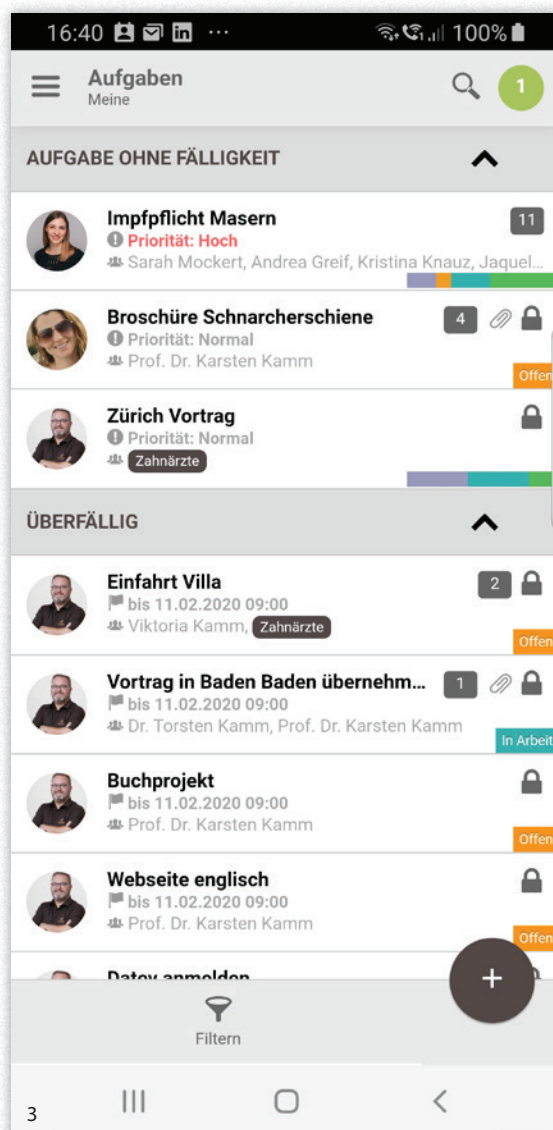 16:40 100%
Aufgaben
Meine
1
AUFGABE OHNE FÄLLIGKEIT
Impfpflicht Masern 11
Priorität: Hoch
Sarah Mockert, Andrea Greif, Kristina Knauz, Jaquel...
Broschüre Schnarcherschiene 4
Priorität: Normal
Prof. Dr. Karsten Kamm
Offen
Zürich Vortrag
Priorität: Normal
Zahnärzte
ÜBERFÄLLIG
Einfahrt Villa 2
bis 11.02.2020 09:00
Viktoria Kamm, Zahnärzte
Offen
Vortrag in Baden Baden übernehm... 1
bis 11.02.2020 09:00
Dr. Torsten Kamm, Prof. Dr. Karsten Kamm
In Arbeit
Buchprojekt
bis 11.02.2020 09:00
Prof. Dr. Karsten Kamm
Offen
Webseite englisch
bis 11.02.2020 09:00
Prof. Dr. Karsten Kamm
Offen
Datev anmelden
+
Filtern
3